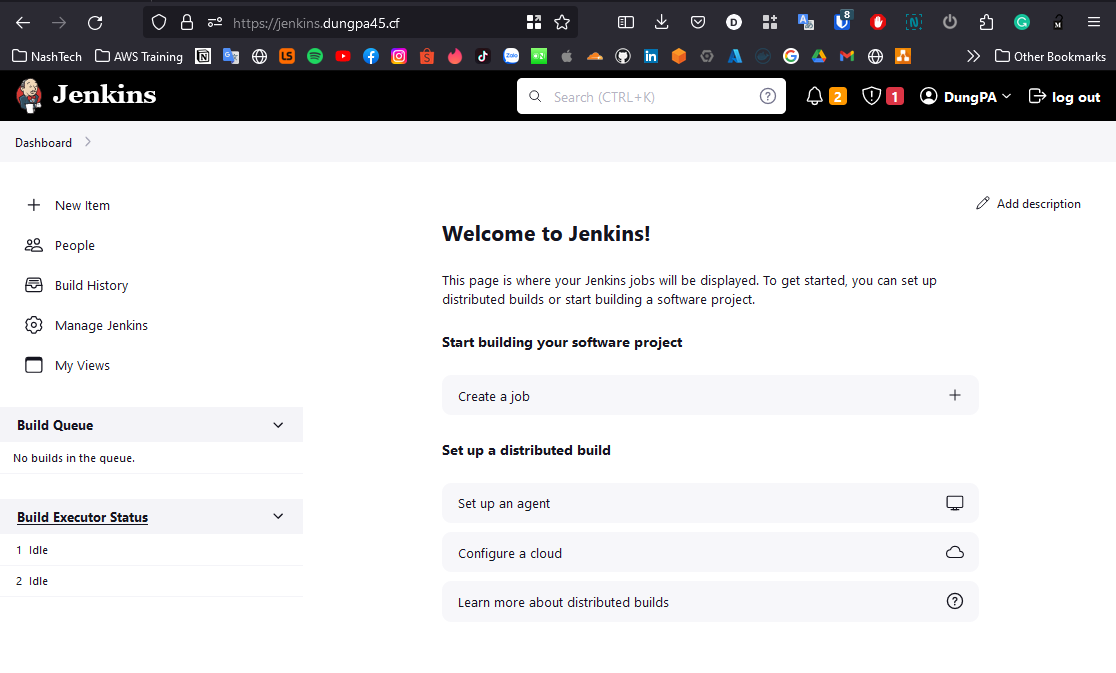 https://jenkins.dungpa45.cf
D
8
NashTech
AWS Training
Other Bookmarks
Jenkins
Search (CTRL+K)
2
1
DungPA
log out
Dashboard
New Item
People
Build History
Manage Jenkins
My Views
Build Queue
No builds in the queue.
Build Executor Status
1 Idle
2 Idle
Add description
Welcome to Jenkins!
This page is where your Jenkins jobs will be displayed. To get started, you can set up
distributed builds or start building a software project.
Start building your software project
Create a job
Set up a distributed build
Set up an agent
Configure a cloud
Learn more about distributed builds